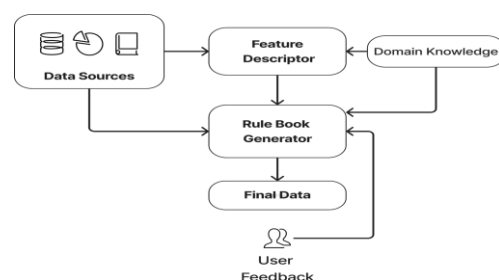 Data Sources
Feature
Descriptor
Domain Knowledge
Rule Book
Generator
Final Data
User
Feedback